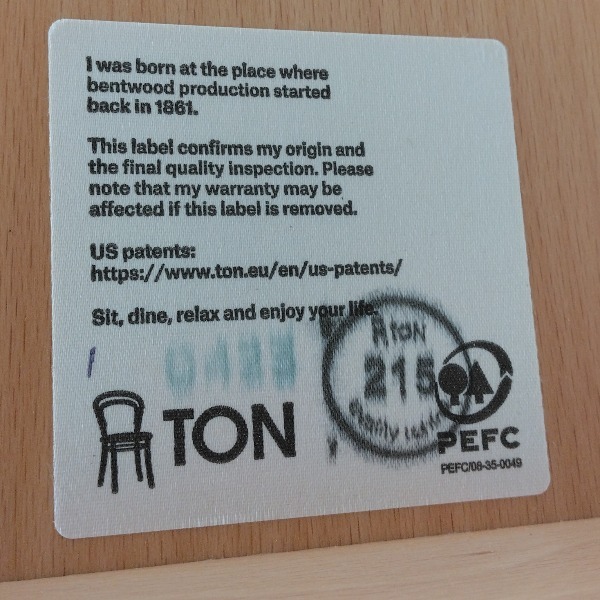 I was born at the place where
bentwood production started
back in 1861.
This label confirms my origin and
the final quality inspection. Please
note that my warranty may be
affected if this label is removed.
US patents:
https://www.ton.eu/en/us-patents/
Sit, dine, relax and enjoy your life.
TON
TON
215
PEFC
PEFC/08-35-0049